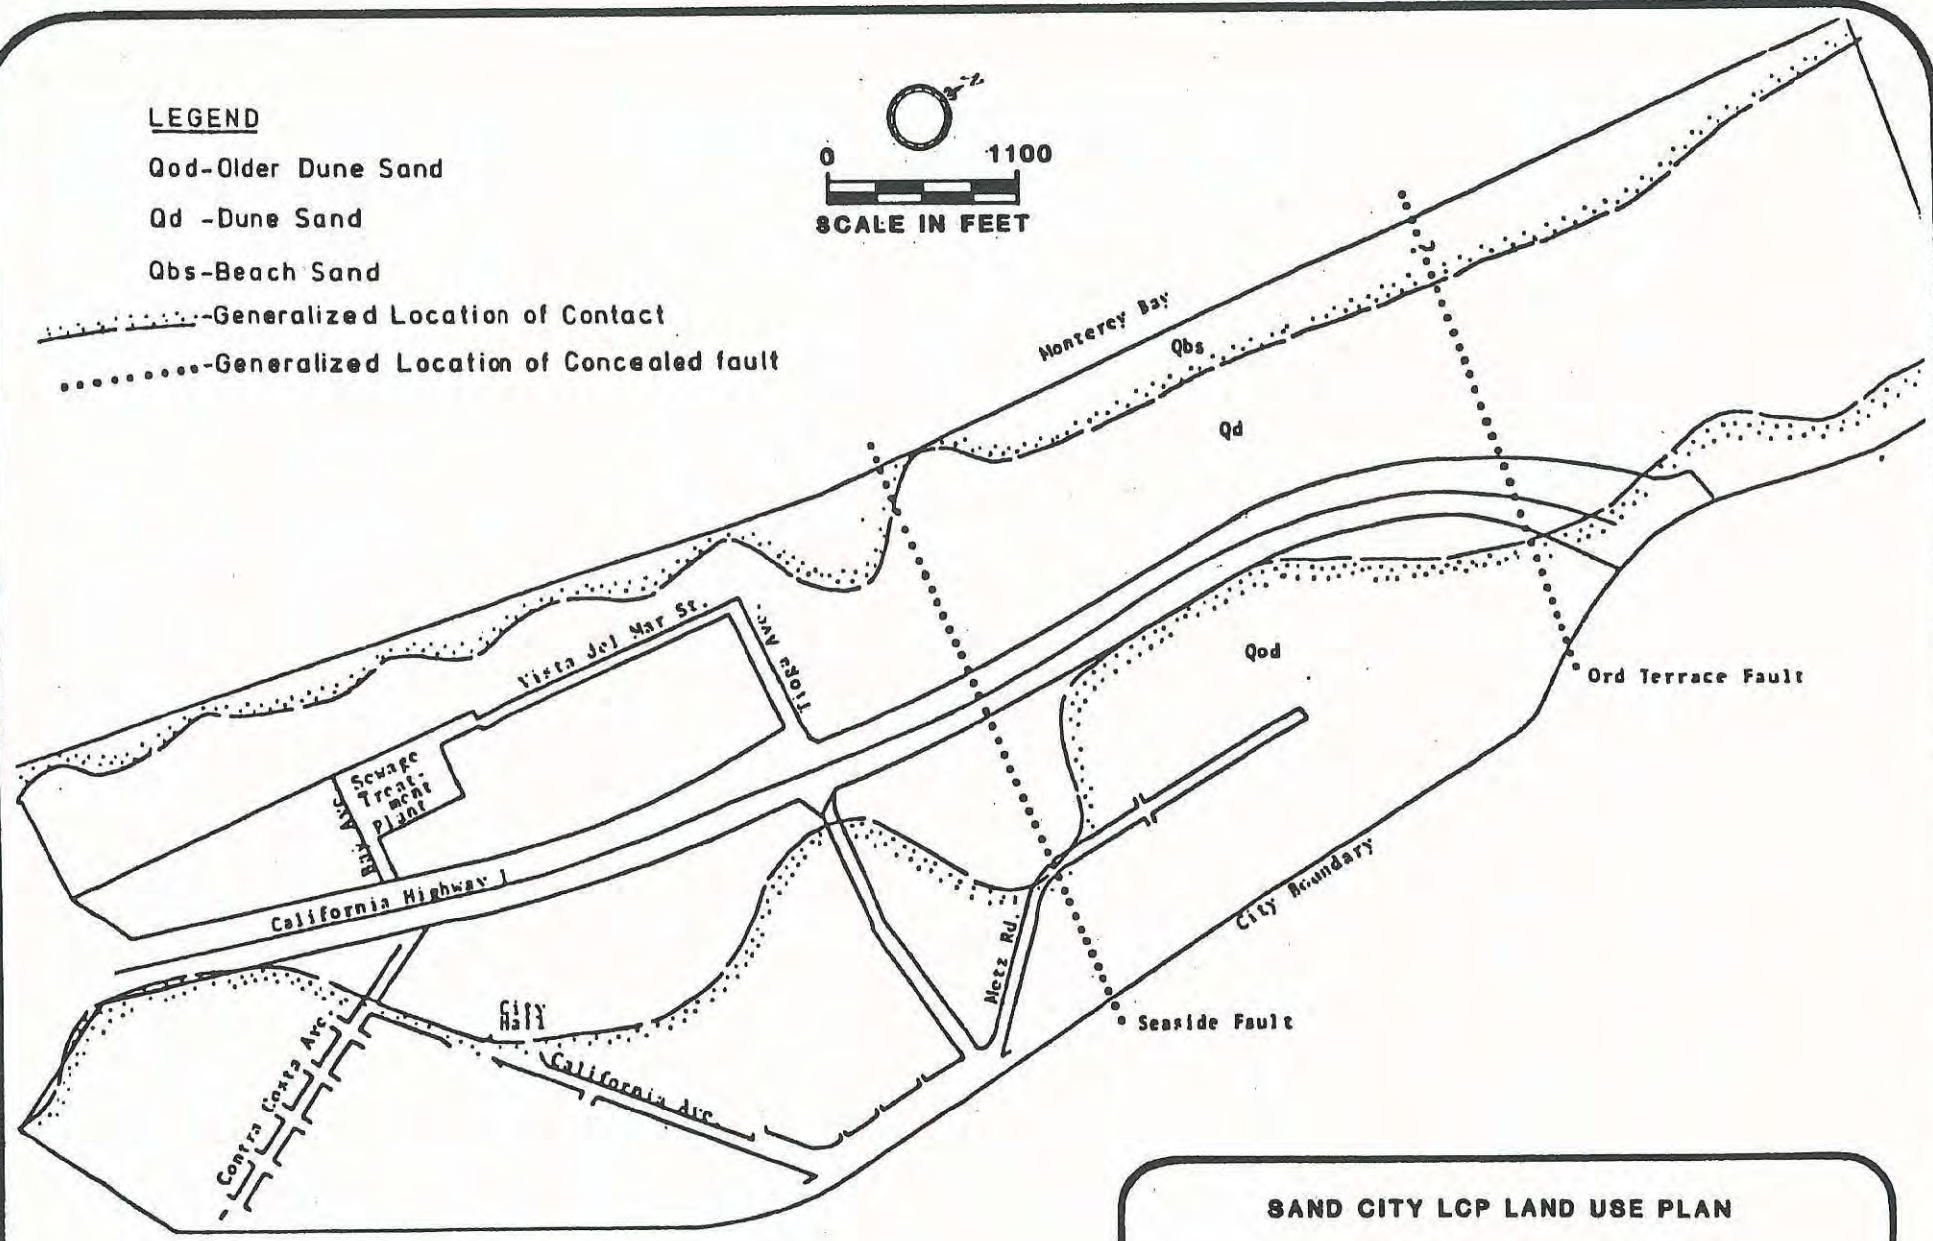 LEGEND
Qod-Older Dune Sand
Qd -Dune Sand
Qbs-Beach Sand
-Generalized Location of Contact
-Generalized Location of Concealed fault
N
0 1100
SCALE IN FEET
Monterey Bay
Qbs
Qd
?
Vista del Mar St.
Tioga Ave.
Qod
Ord Terrace Fault
Sewage
Treat-
ment
Plant
Bay Av.
California Highway 1
City Boundary
Metz Rd.
City
Hall
Seaside Fault
California Ave.
Contra Costa Ave.
SAND CITY LCP LAND USE PLAN